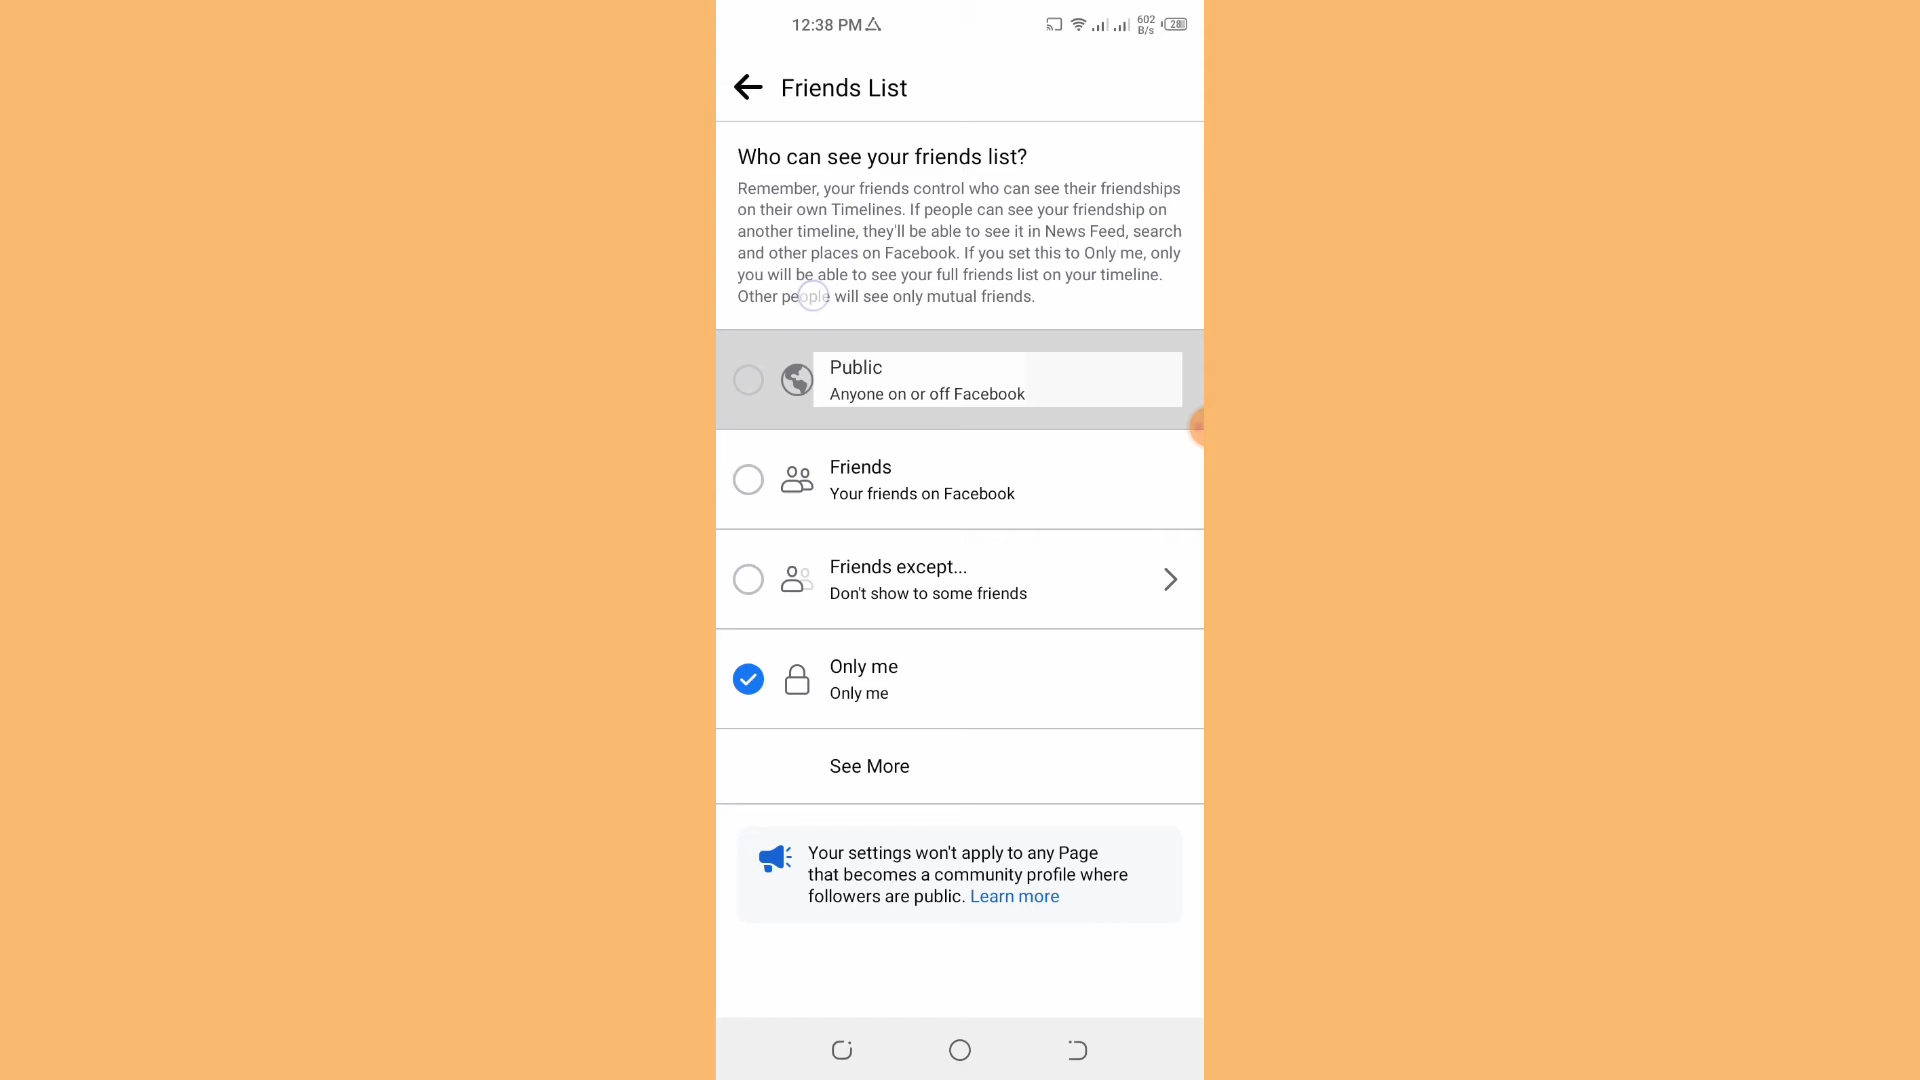 12:38 PM
602
B/s
28
Friends List
Who can see your friends list?
Remember, your friends control who can see their friendships
on their own Timelines. If people can see your friendship on
another timeline, they'll be able to see it in News Feed, search
and other places on Facebook. If you set this to Only me, only
you will be able to see your full friends list on your timeline.
Other people will see only mutual friends.
Public
Anyone on or off Facebook
Friends
Your friends on Facebook
Friends except...
Don't show to some friends
Only me
Only me
See More
Your settings won't apply to any Page
that becomes a community profile where
followers are public. Learn more